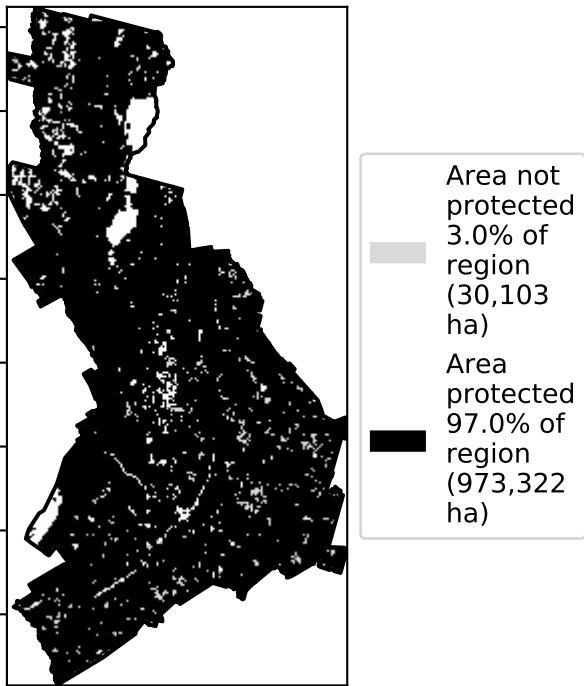 Area not
protected
3.0% of
region
(30,103
ha)
Area
protected
97.0% of
region
(973,322
ha)